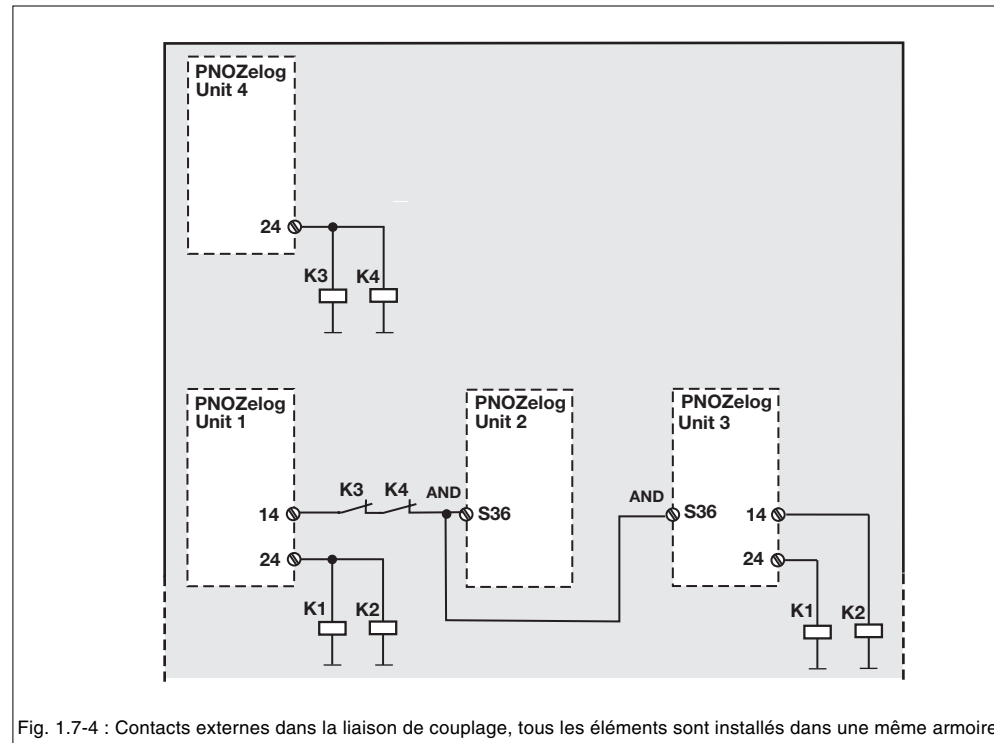 PNOZelog
Unit 4
24
K3 K4
PNOZelog
Unit 1
PNOZelog
Unit 2
PNOZelog
Unit 3
14
K3 K4 AND
S36
AND
S36
14
24
24
K1 K2
K1 K2
Fig. 1.7-4 : Contacts externes dans la liaison de couplage, tous les éléments sont installés dans une même armoire